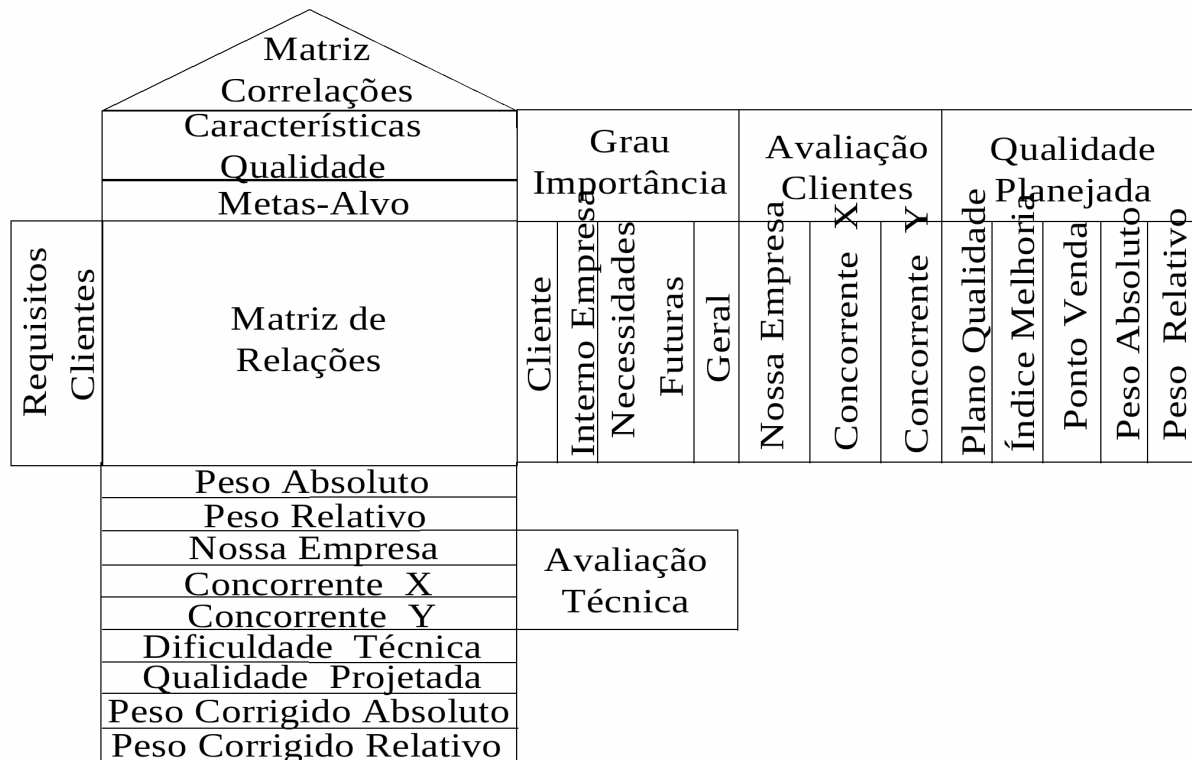 Matriz
Correlações
Características
Qualidade
Metas-Alvo
Grau
Importância
Avaliação
Clientes
Qualidade
Planejada
Requisitos
Clientes
Matriz de
Relações
Cliente
Interno Empresa
Necessidades
Futuras
Geral
Nossa Empresa
Concorrente X
Concorrente Y
Plano Qualidade
Índice Melhoria
Ponto Venda
Peso Absoluto
Peso Relativo
Peso Absoluto
Peso Relativo
Nossa Empresa
Concorrente X
Concorrente Y
Avaliação
Técnica
Dificuldade Técnica
Qualidade Projetada
Peso Corrigido Absoluto
Peso Corrigido Relativo